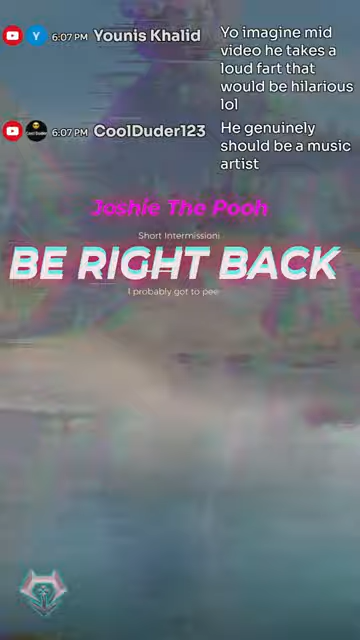 6:07 PM Younis Khalid Yo imagine mid
video he takes a
loud fart that
would be hilarious
lol
6:07 PM CoolDuder123 He genuinely
should be a music
artist
Joshie The Pooh
Short Intermission!
BE RIGHT BACK
I probably got to pee